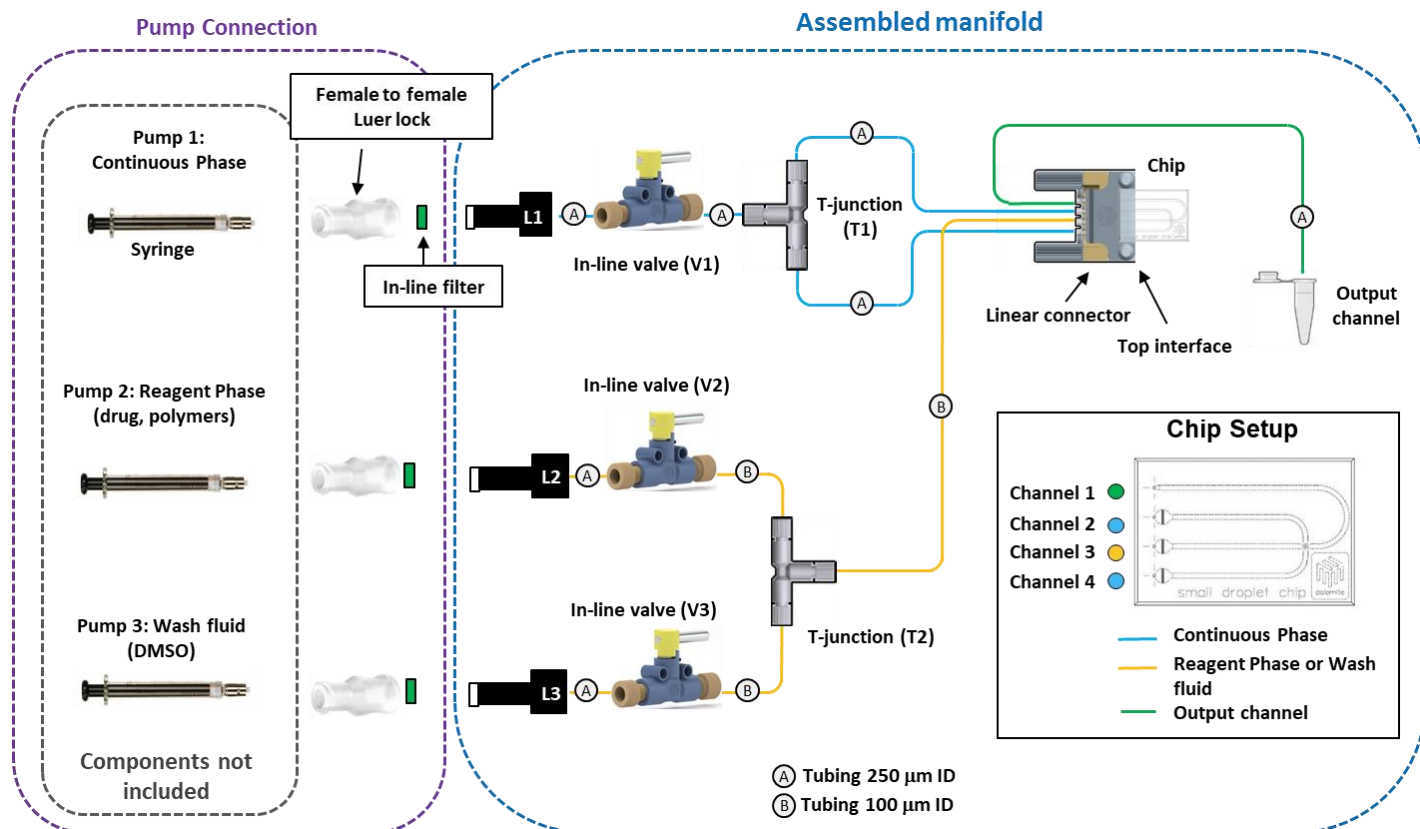 Pump Connection
Assembled manifold
Female to female
Luer lock
Pump 1:
Continuous Phase
Syringe
In-line filter
L1
A
In-line valve (V1)
A
T-junction
(T1)
A
A
Chip
A
Linear connector
Top interface
Output
channel
Pump 2: Reagent Phase
(drug, polymers)
In-line valve (V2)
L2
A
B
B
T-junction (T2)
Pump 3: Wash fluid
(DMSO)
In-line valve (V3)
L3
A
B
Components not
included
A Tubing 250 µm ID
B Tubing 100 µm ID
Chip Setup
Channel 1
Channel 2
Channel 3
Channel 4
small droplet chip
dolomite
Continuous Phase
Reagent Phase or Wash
fluid
Output channel